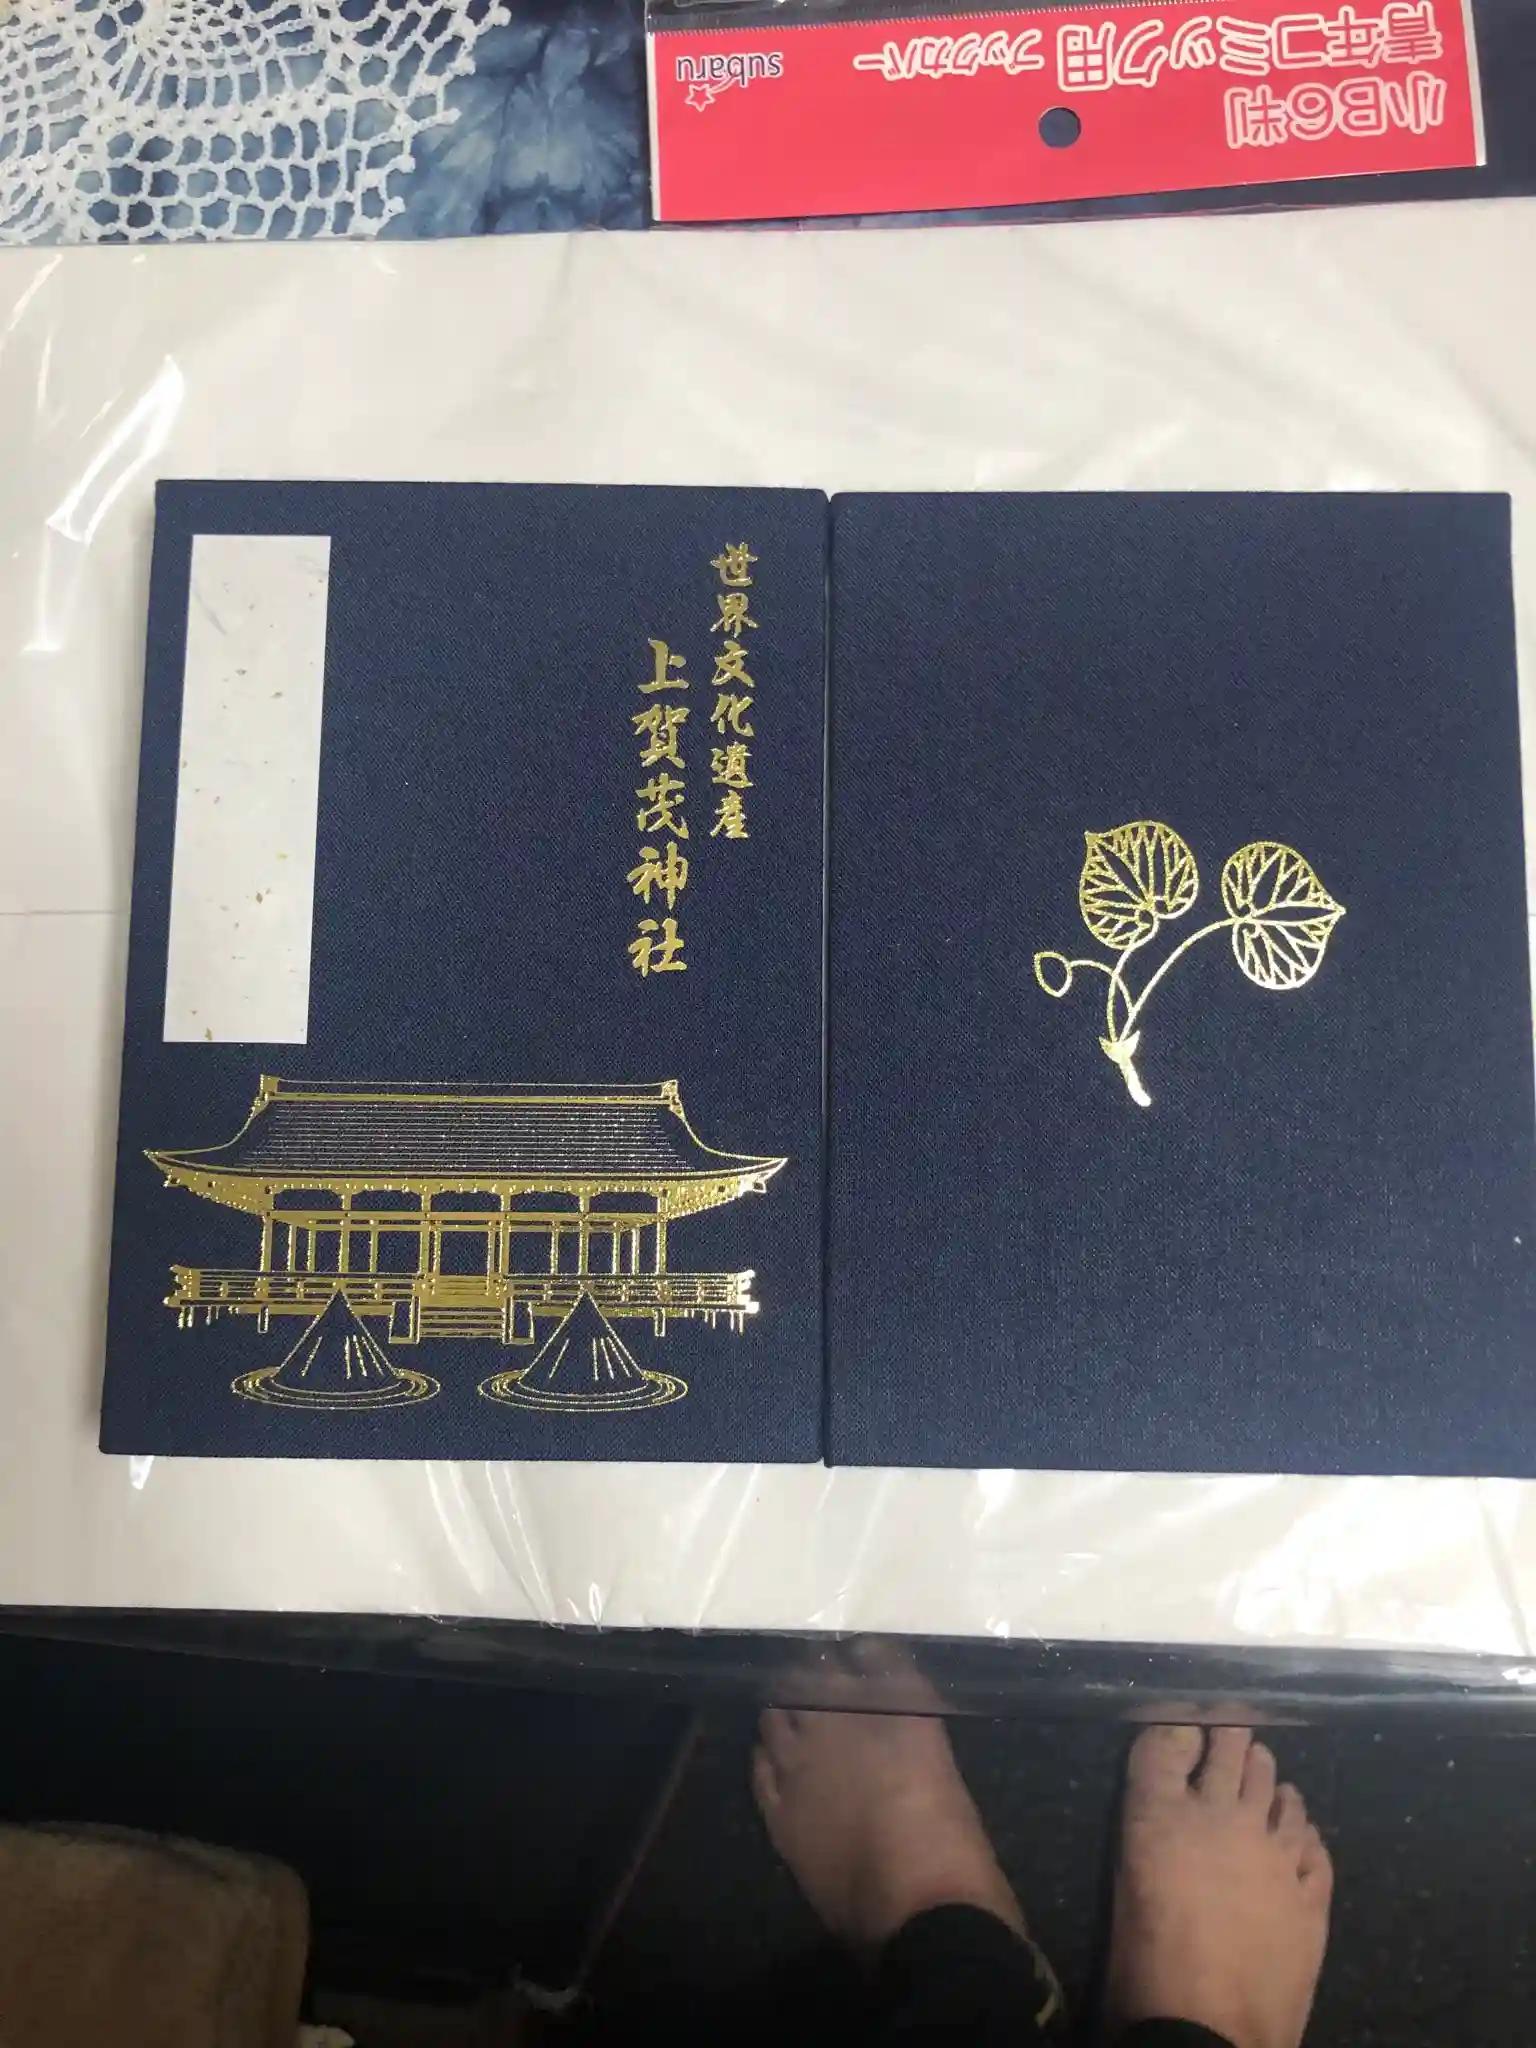 小B6判
青年コミック用 ブックカバー
subaru
世界文化遺産
上賀茂神社